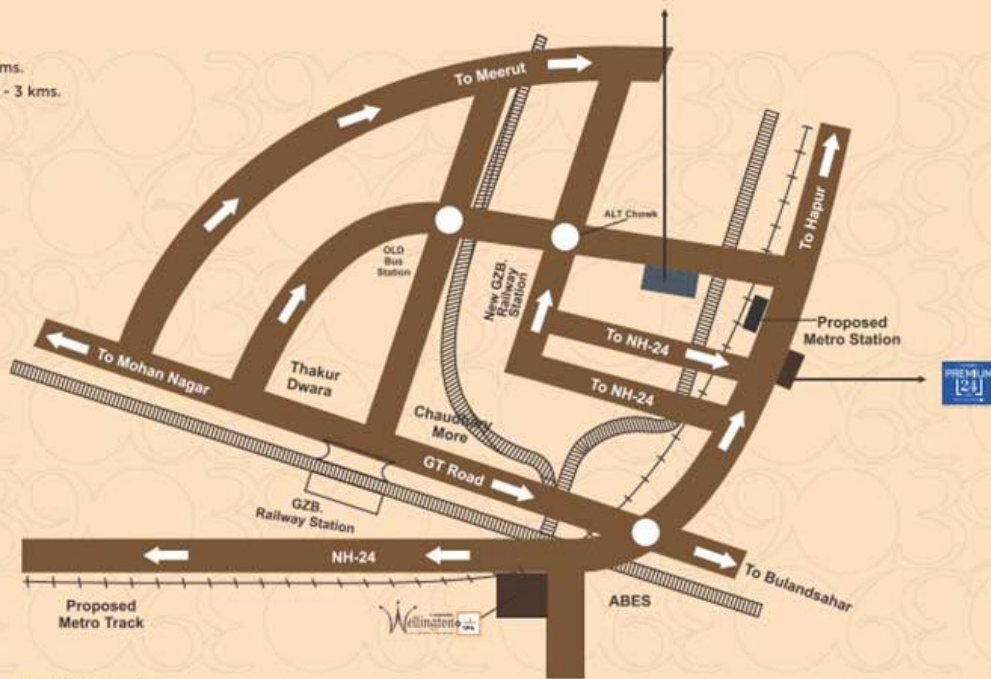 ms.
- 3 kms.
To Meerut
To Hapur
ALT Chowk
OLD
Bus
Station
New GZB.
Railway
Station
To NH-24
Proposed
Metro Station
To Mohan Nagar
Thakur
Dwara
To NH-24
PREMIUM
[24]
Chaudhary
More
GT Road
GZB.
Railway Station
NH-24
To Bulandsahar
Proposed
Metro Track
Wellington
ABES